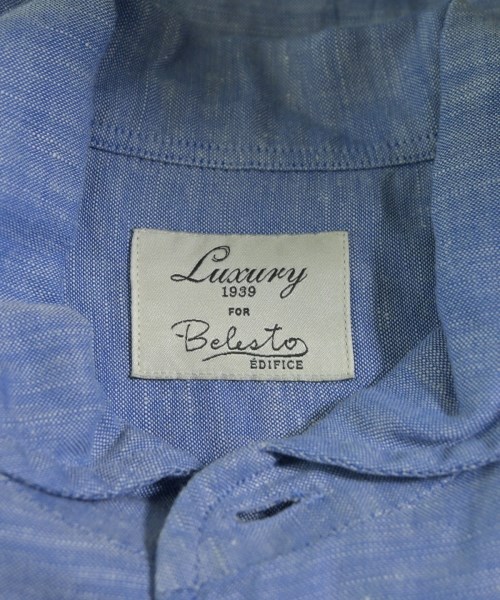 Luxury
1939
FOR
Belesto
ÉDIFICE